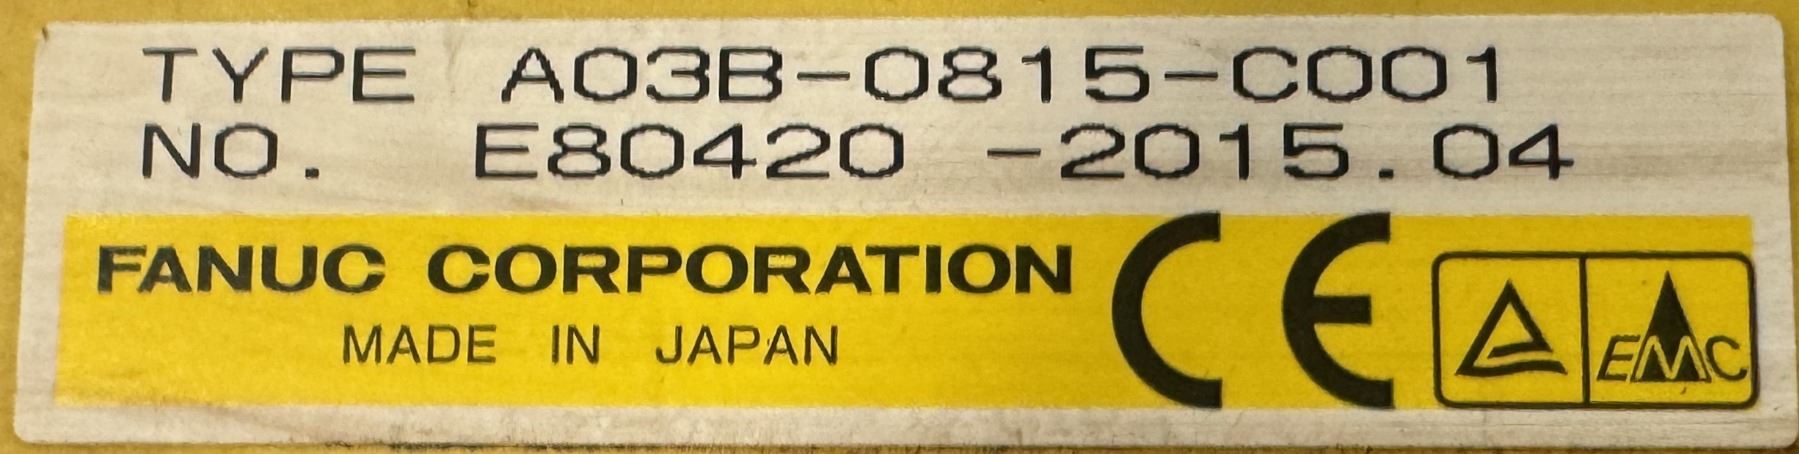 TYPE A03B-0815-C001
NO. E80420 -2015.04
FANUC CORPORATION
MADE IN JAPAN
CE
EMC